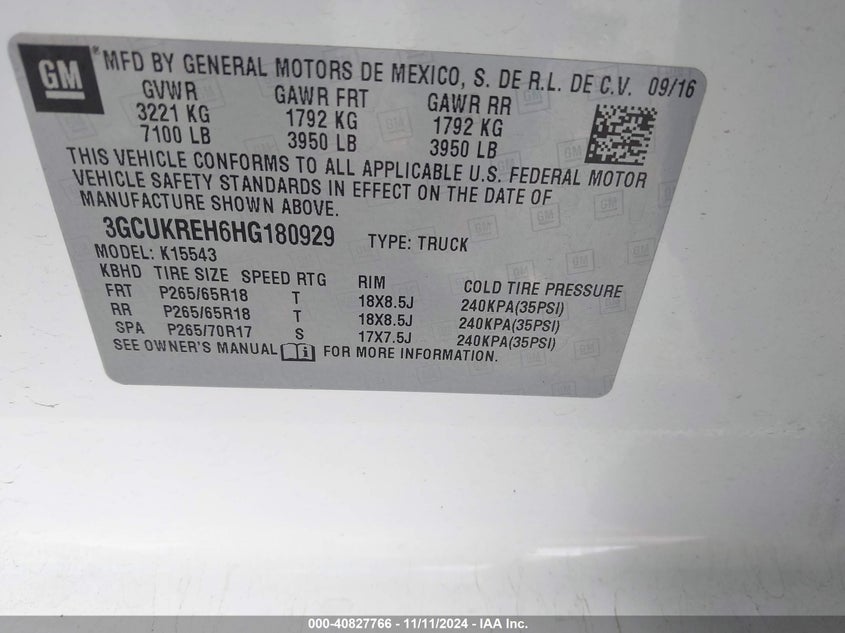 GM
MFD BY GENERAL MOTORS DE MEXICO, S. DE R.L. DE C.V. 09/16
GVWR GAWR FRT GAWR RR
3221 KG 1792 KG 1792 KG
7100 LB 3950 LB 3950 LB
THIS VEHICLE CONFORMS TO ALL APPLICABLE U.S. FEDERAL MOTOR
VEHICLE SAFETY STANDARDS IN EFFECT ON THE DATE OF
MANUFACTURE SHOWN ABOVE.
3GCUKREH6HG180929 TYPE: TRUCK
MODEL: K15543
KBHD TIRE SIZE SPEED RTG RIM COLD TIRE PRESSURE
FRT P265/65R18 T 18X8.5J 240KPA(35PSI)
RR P265/65R18 T 18X8.5J 240KPA(35PSI)
SPA P265/70R17 S 17X7.5J 240KPA(35PSI)
SEE OWNER'S MANUAL i FOR MORE INFORMATION.
000-40827766 - 11/11/2024 - IAA Inc.